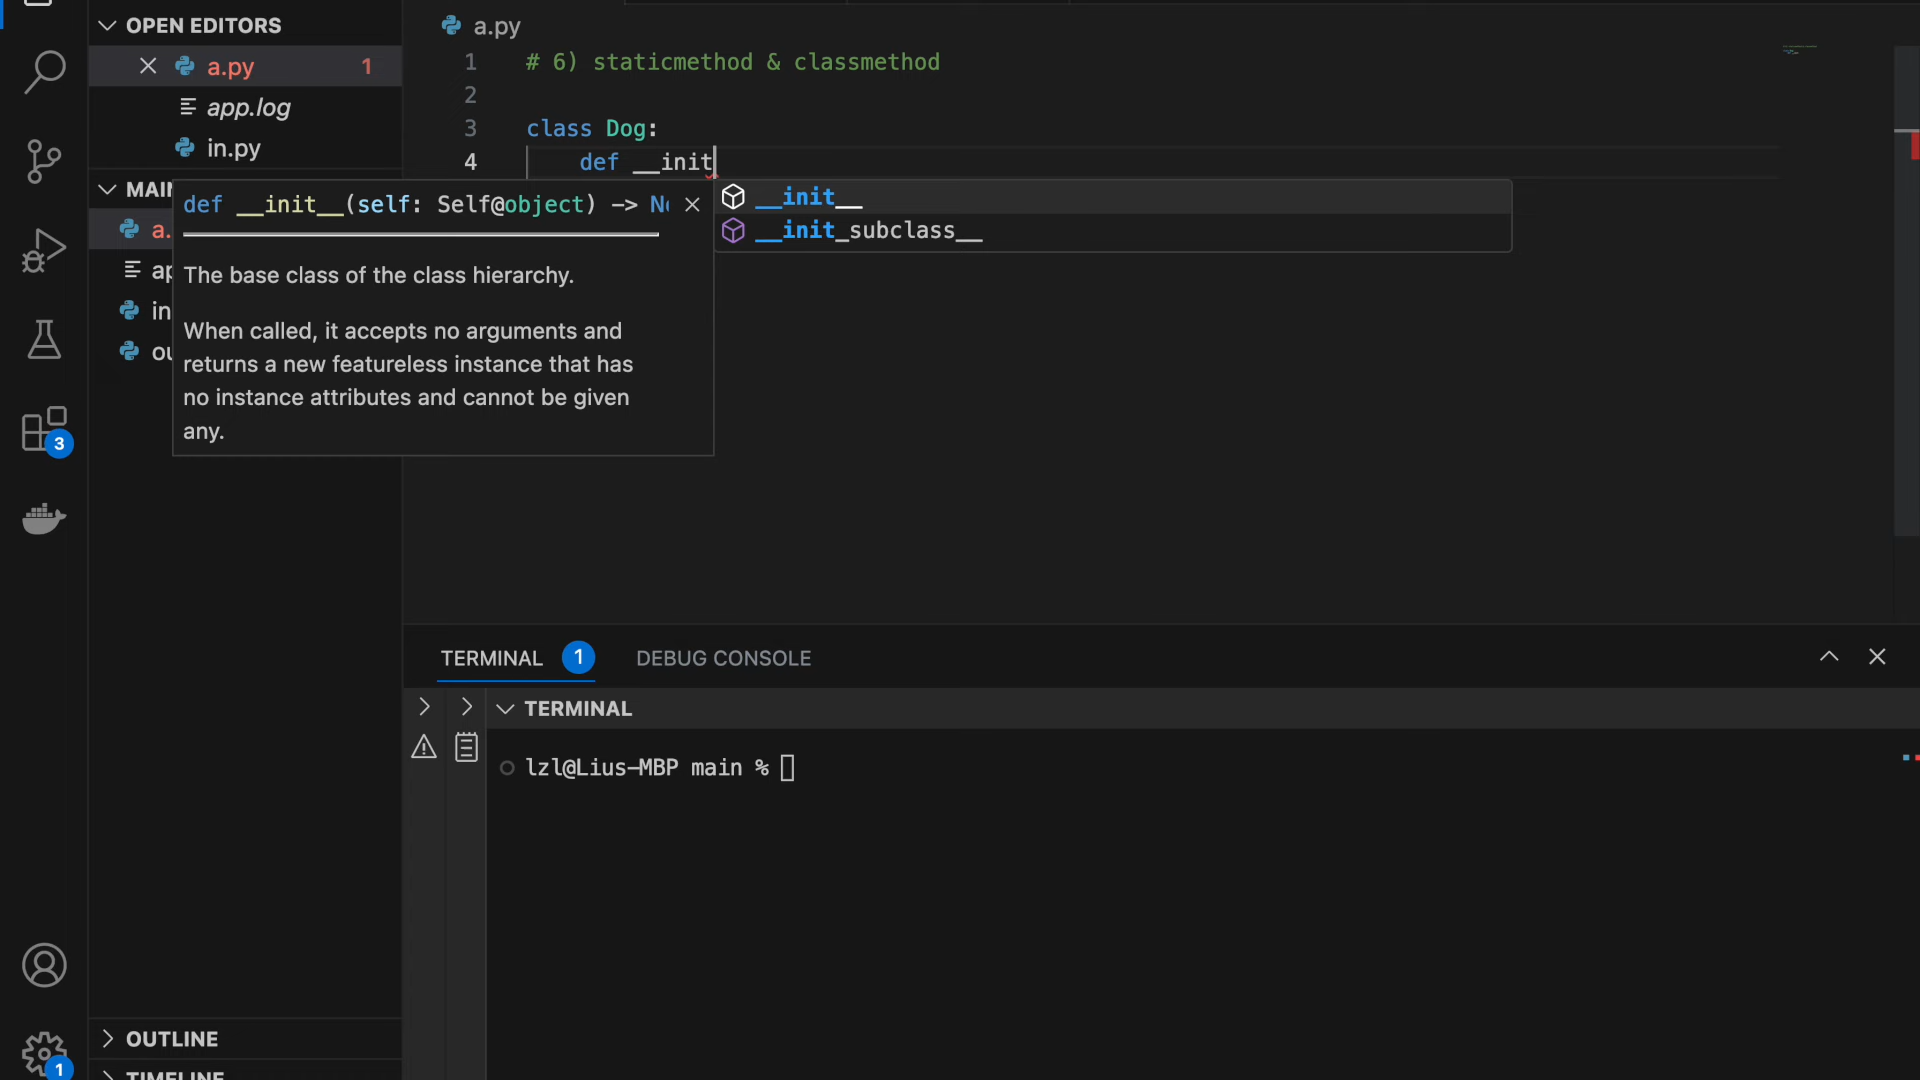 OPEN EDITORS
a.py 1
app.log
in.py
MAIN
a.
ap
in
ou
3
OUTLINE
TIMELINE
1
a.py
1 # 6) staticmethod & classmethod
2
3 class Dog:
4 def __init
__init__
__init_subclass__
def __init__(self: Self@object) -> No
The base class of the class hierarchy.
When called, it accepts no arguments and
returns a new featureless instance that has
no instance attributes and cannot be given
any.
TERMINAL 1 DEBUG CONSOLE
TERMINAL
lzl@Lius-MBP main %